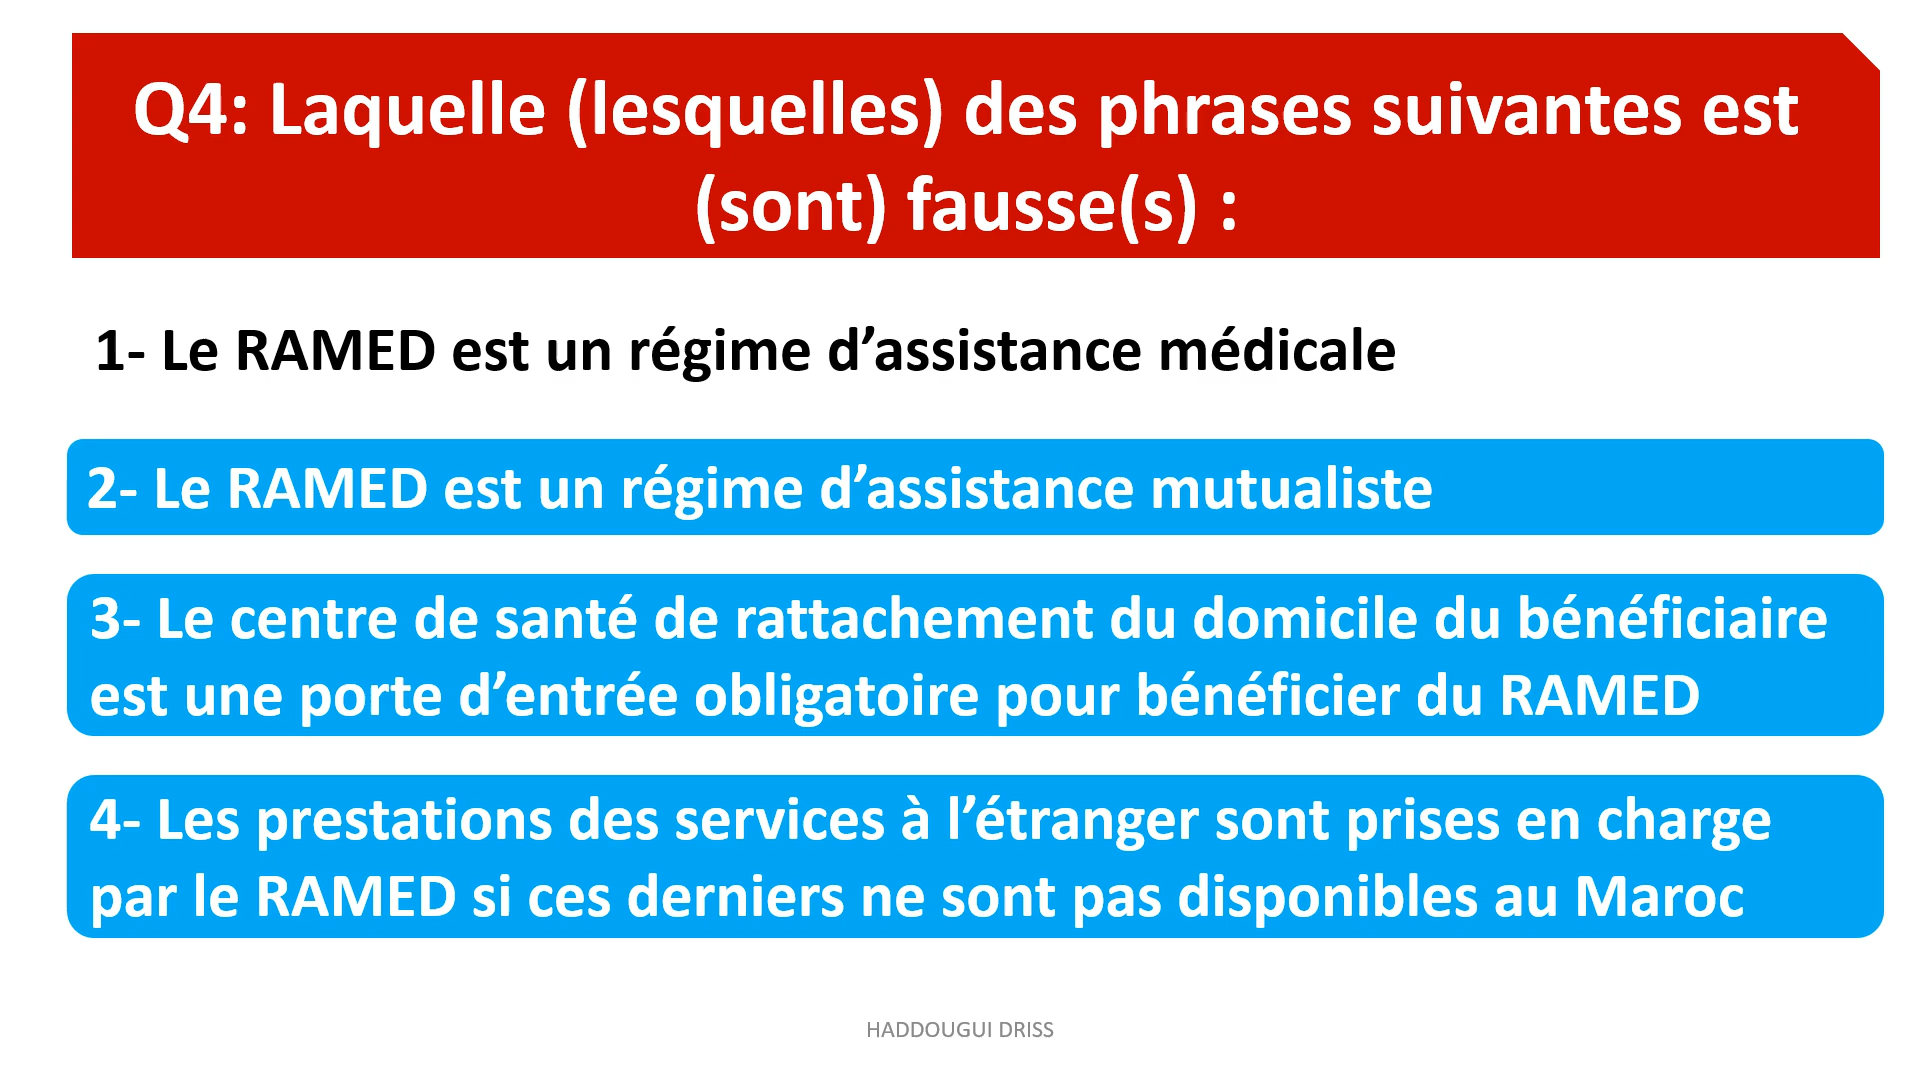 Q4: Laquelle (lesquelles) des phrases suivantes est
(sont) fausse(s) :
1- Le RAMED est un régime d’assistance médicale
2- Le RAMED est un régime d’assistance mutualiste
3- Le centre de santé de rattachement du domicile du bénéficiaire
est une porte d’entrée obligatoire pour bénéficier du RAMED
4- Les prestations des services à l’étranger sont prises en charge
par le RAMED si ces derniers ne sont pas disponibles au Maroc
HADDOUGUI DRISS